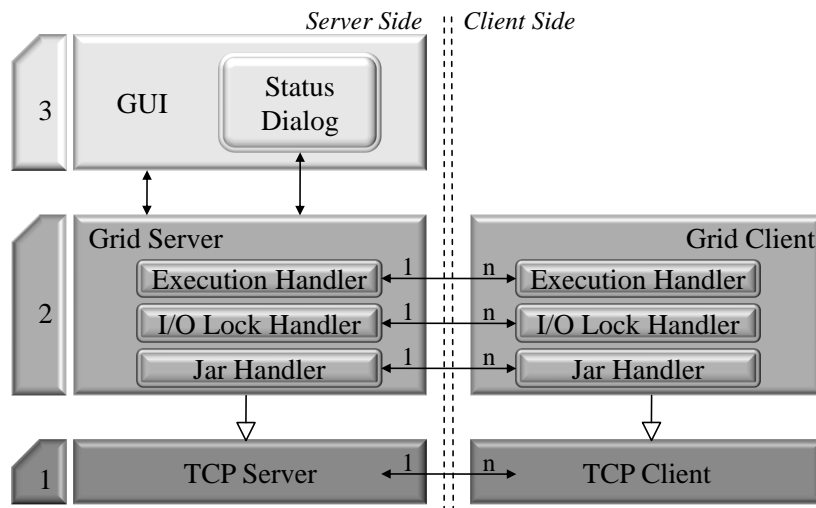 Server Side
Client Side
3
GUI
Status
Dialog
2
Grid Server
Grid Client
Execution Handler
1
n
Execution Handler
I/O Lock Handler
1
n
I/O Lock Handler
Jar Handler
1
n
Jar Handler
1
TCP Server
1
n
TCP Client